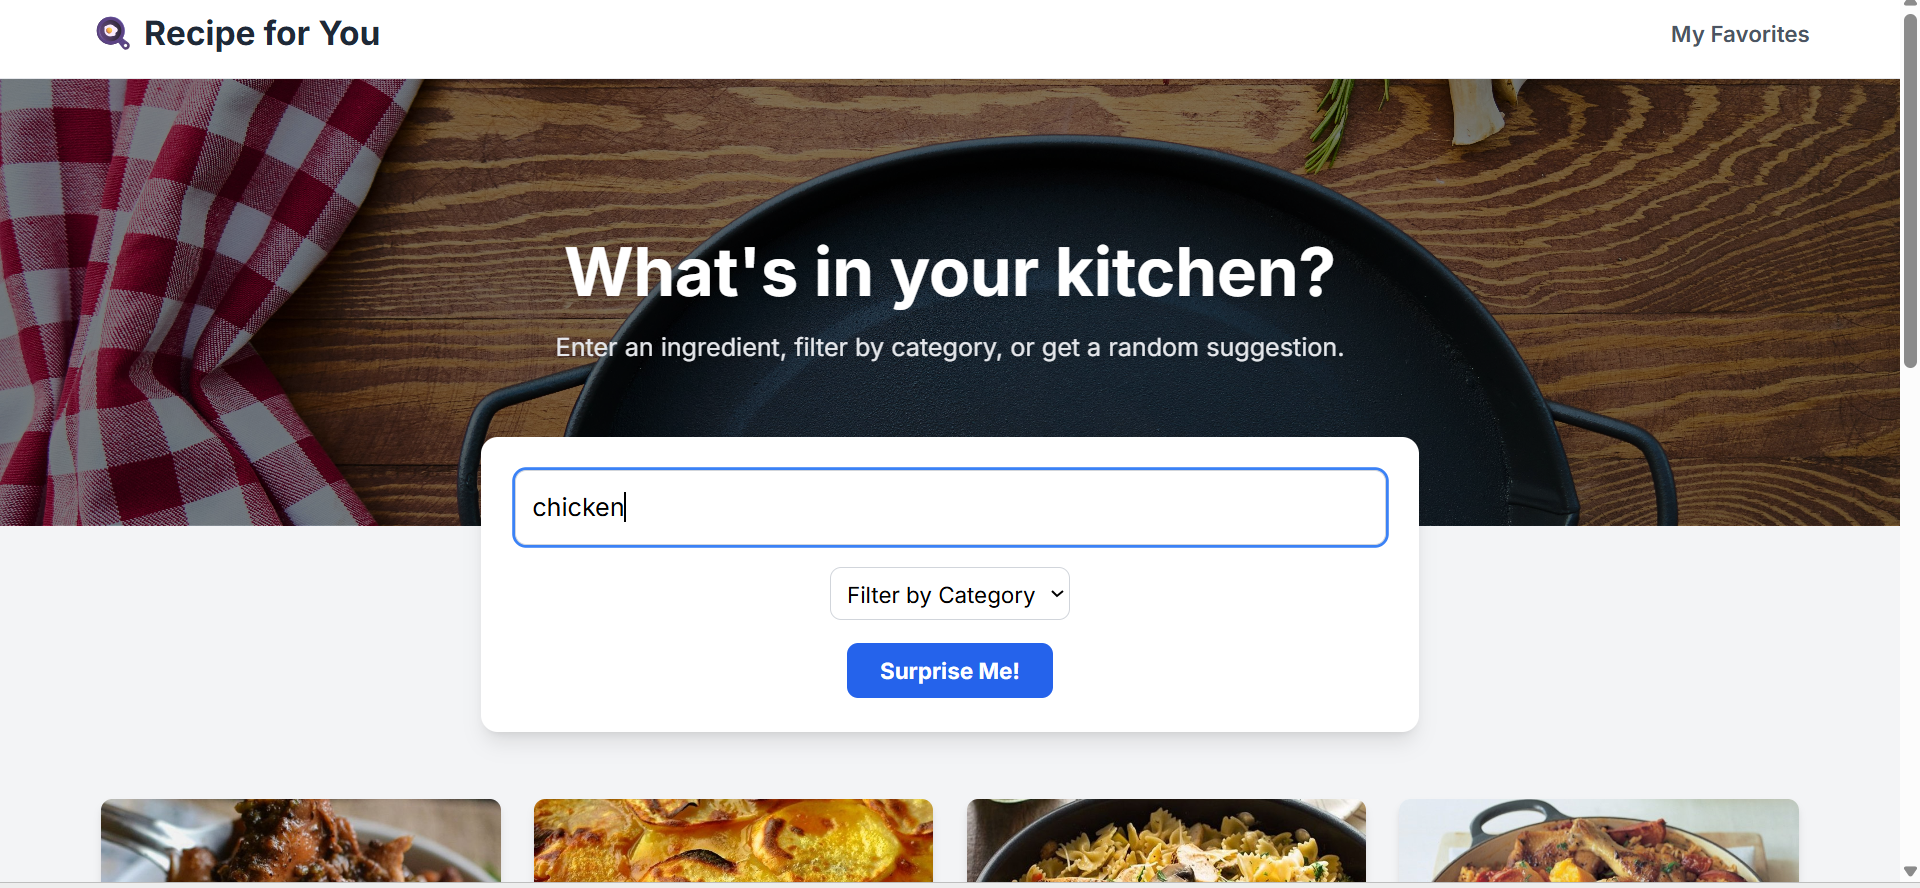 Recipe for You
My Favorites
What's in your kitchen?
Enter an ingredient, filter by category, or get a random suggestion.
chicken
Filter by Category
Surprise Me!